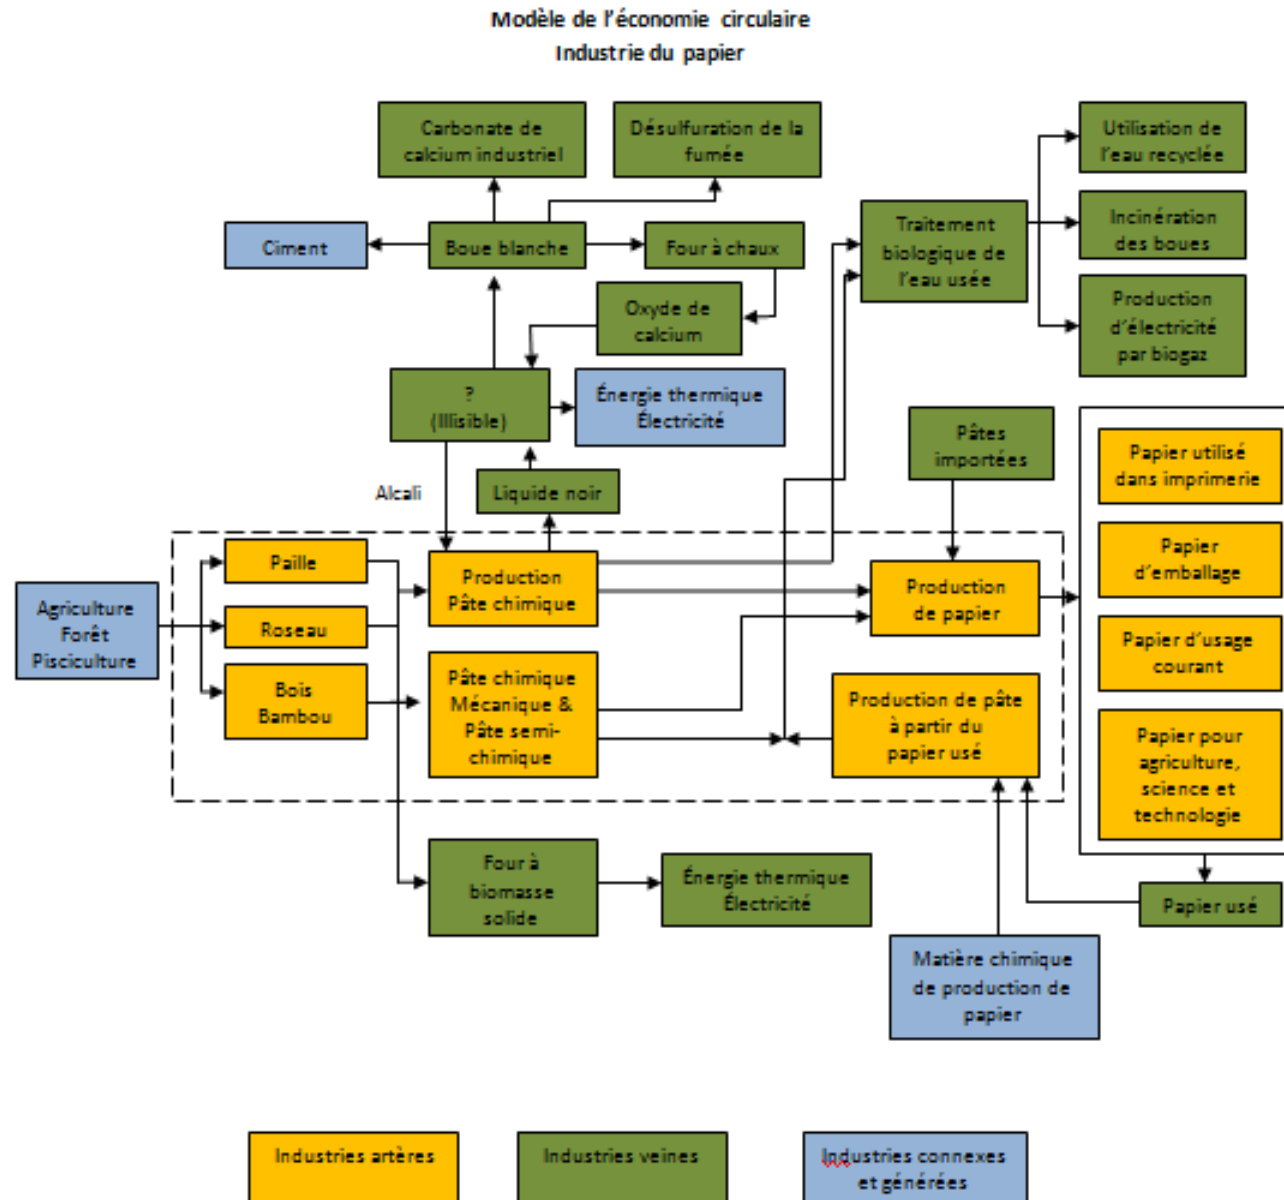 Modèle de l'économie circulaire
Industrie du papier
Carbonate de
calcium industriel
Désulfuration de la
fumée
Utilisation de
l'eau recyclée
Ciment
Boue blanche
Four à chaux
Traitement
biologique de
l'eau usée
Incinération
des boues
Oxyde de
calcium
Production
d'électricité
par biogaz
?
(Illisible)
Énergie thermique
Électricité
Pâtes
importées
Papier utilisé
dans imprimerie
Alcali
Liquide noir
Papier
d'emballage
Agriculture
Forêt
Pisciculture
Paille
Roseau
Bois
Bambou
Production
Pâte chimique
Pâte chimique
Mécanique &
Pâte semi-
chimique
Production
de papier
Production de pâte
à partir du
papier usé
Papier d'usage
courant
Papier pour
agriculture,
science et
technologie
Four à
biomasse
solide
Énergie thermique
Électricité
Papier usé
Matière chimique
de production de
papier
Industries artères
Industries veines
Industries connexes
et générées